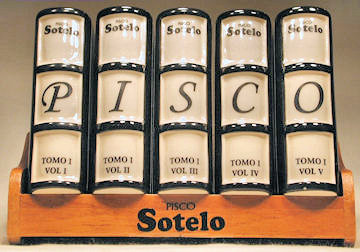 PISCO Sotelo PISCO Sotelo PISCO Sotelo PISCO Sotelo PISCO Sotelo
P I S C O
TOMO I TOMO I TOMO I TOMO I TOMO I
VOL I VOL II VOL III VOL IV VOL V
PISCO
Sotelo